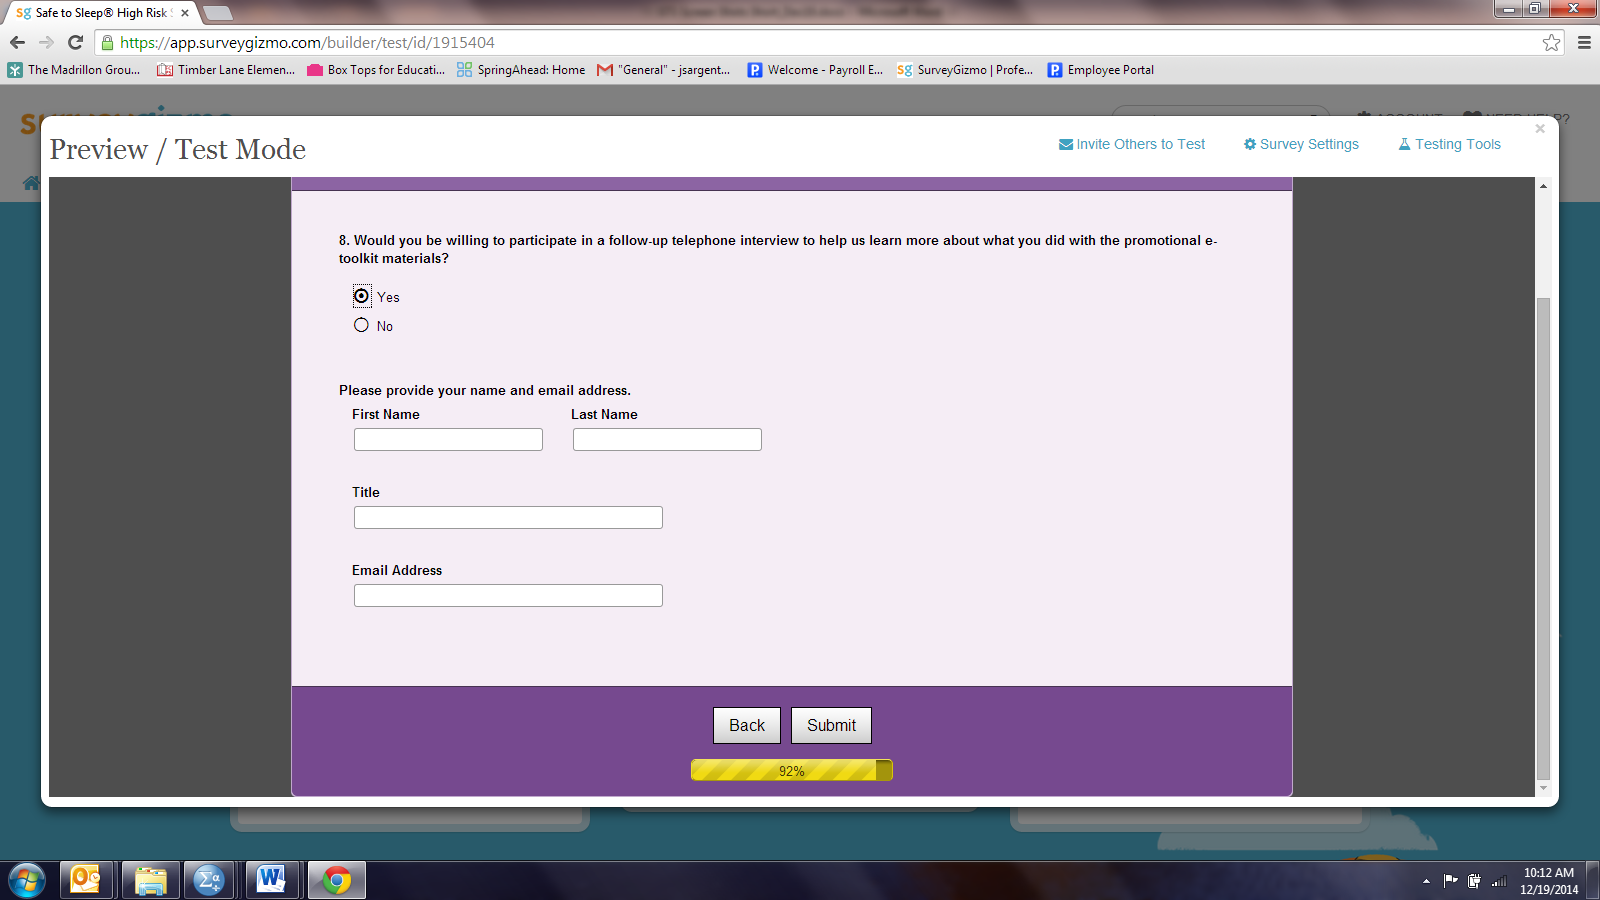 Safe to Sleep® High Risk
https://app.surveygizmo.com/builder/test/id/1915404
The Madrillon Grou... Timber Lane Elemen... Box Tops for Educati... SpringAhead: Home "General" - jsargent... Welcome - Payroll E... SurveyGizmo | Profe... Employee Portal
Preview / Test Mode
Invite Others to Test Survey Settings Testing Tools
8. Would you be willing to participate in a follow-up telephone interview to help us learn more about what you did with the promotional e-
toolkit materials?
Yes
No
Please provide your name and email address.
First Name Last Name
Title
Email Address
Back Submit
92%
10:12 AM
12/19/2014